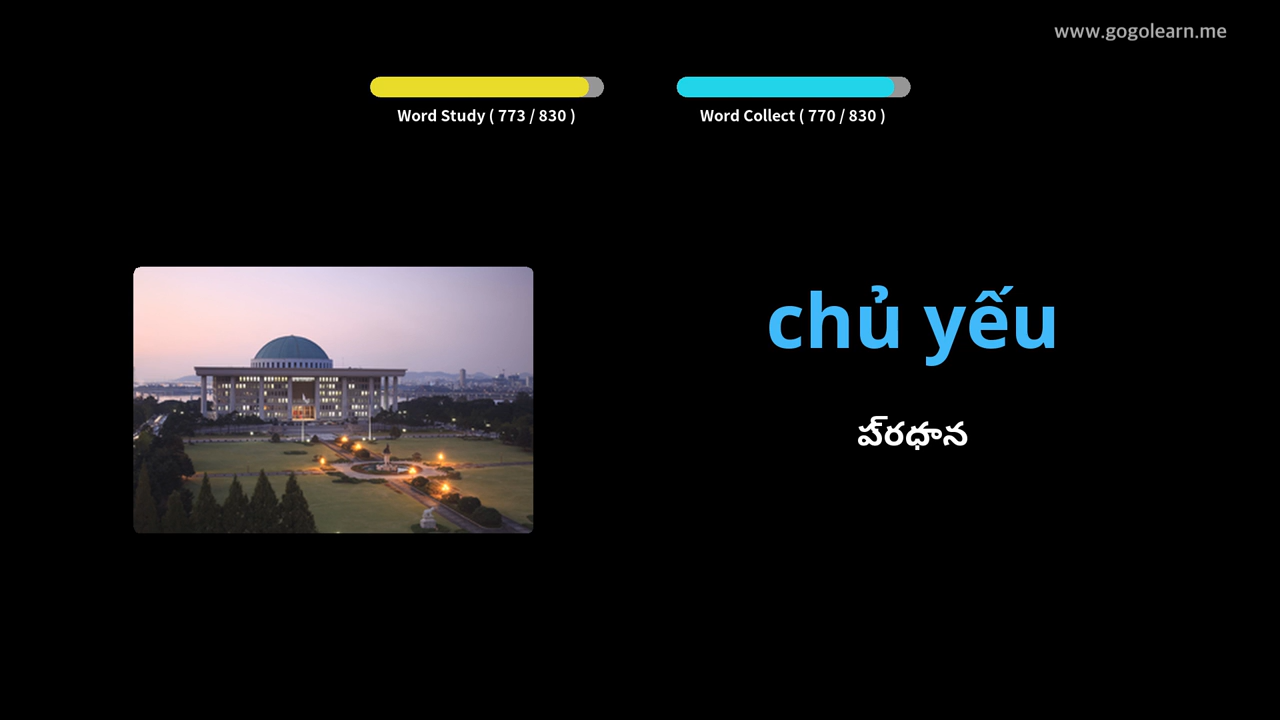 www.gogolearn.me
Word Study ( 773 / 830 )
Word Collect ( 770 / 830 )
chủ yếu
ప్రధాన